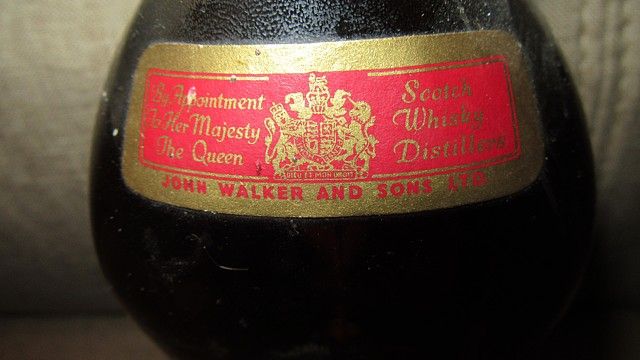 By Appointment
To Her Majesty
The Queen
Scotch
Whisky
Distillers
DIEU ET MON DROIT
JOHN WALKER AND SONS LTD